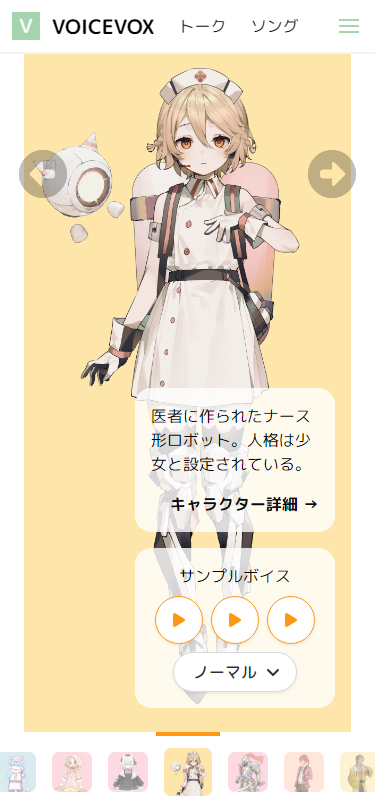 V VOICEVOX トーク ソング
医者に作られたナース
形ロボット。人格は少
女と設定されている。
キャラクター詳細 →
サンプルボイス
ノーマル